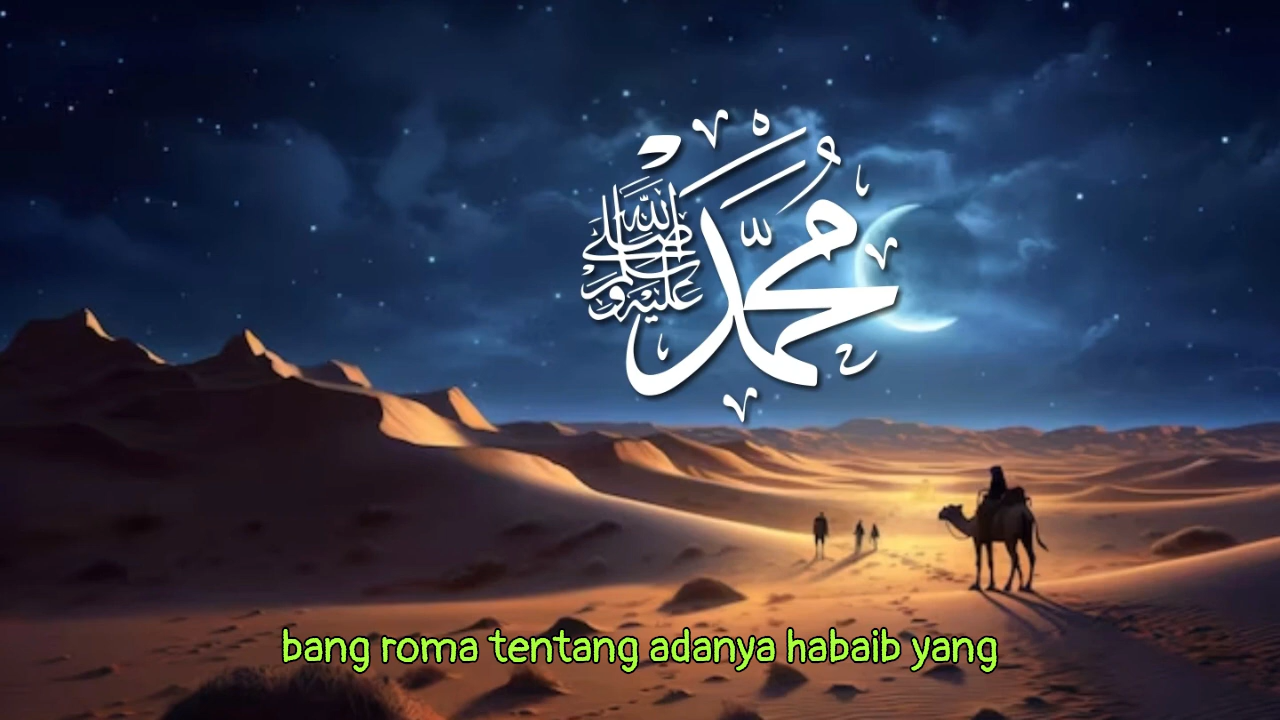 محمد
صلى الله عليه وسلم
bang roma tentang adanya habaib yang